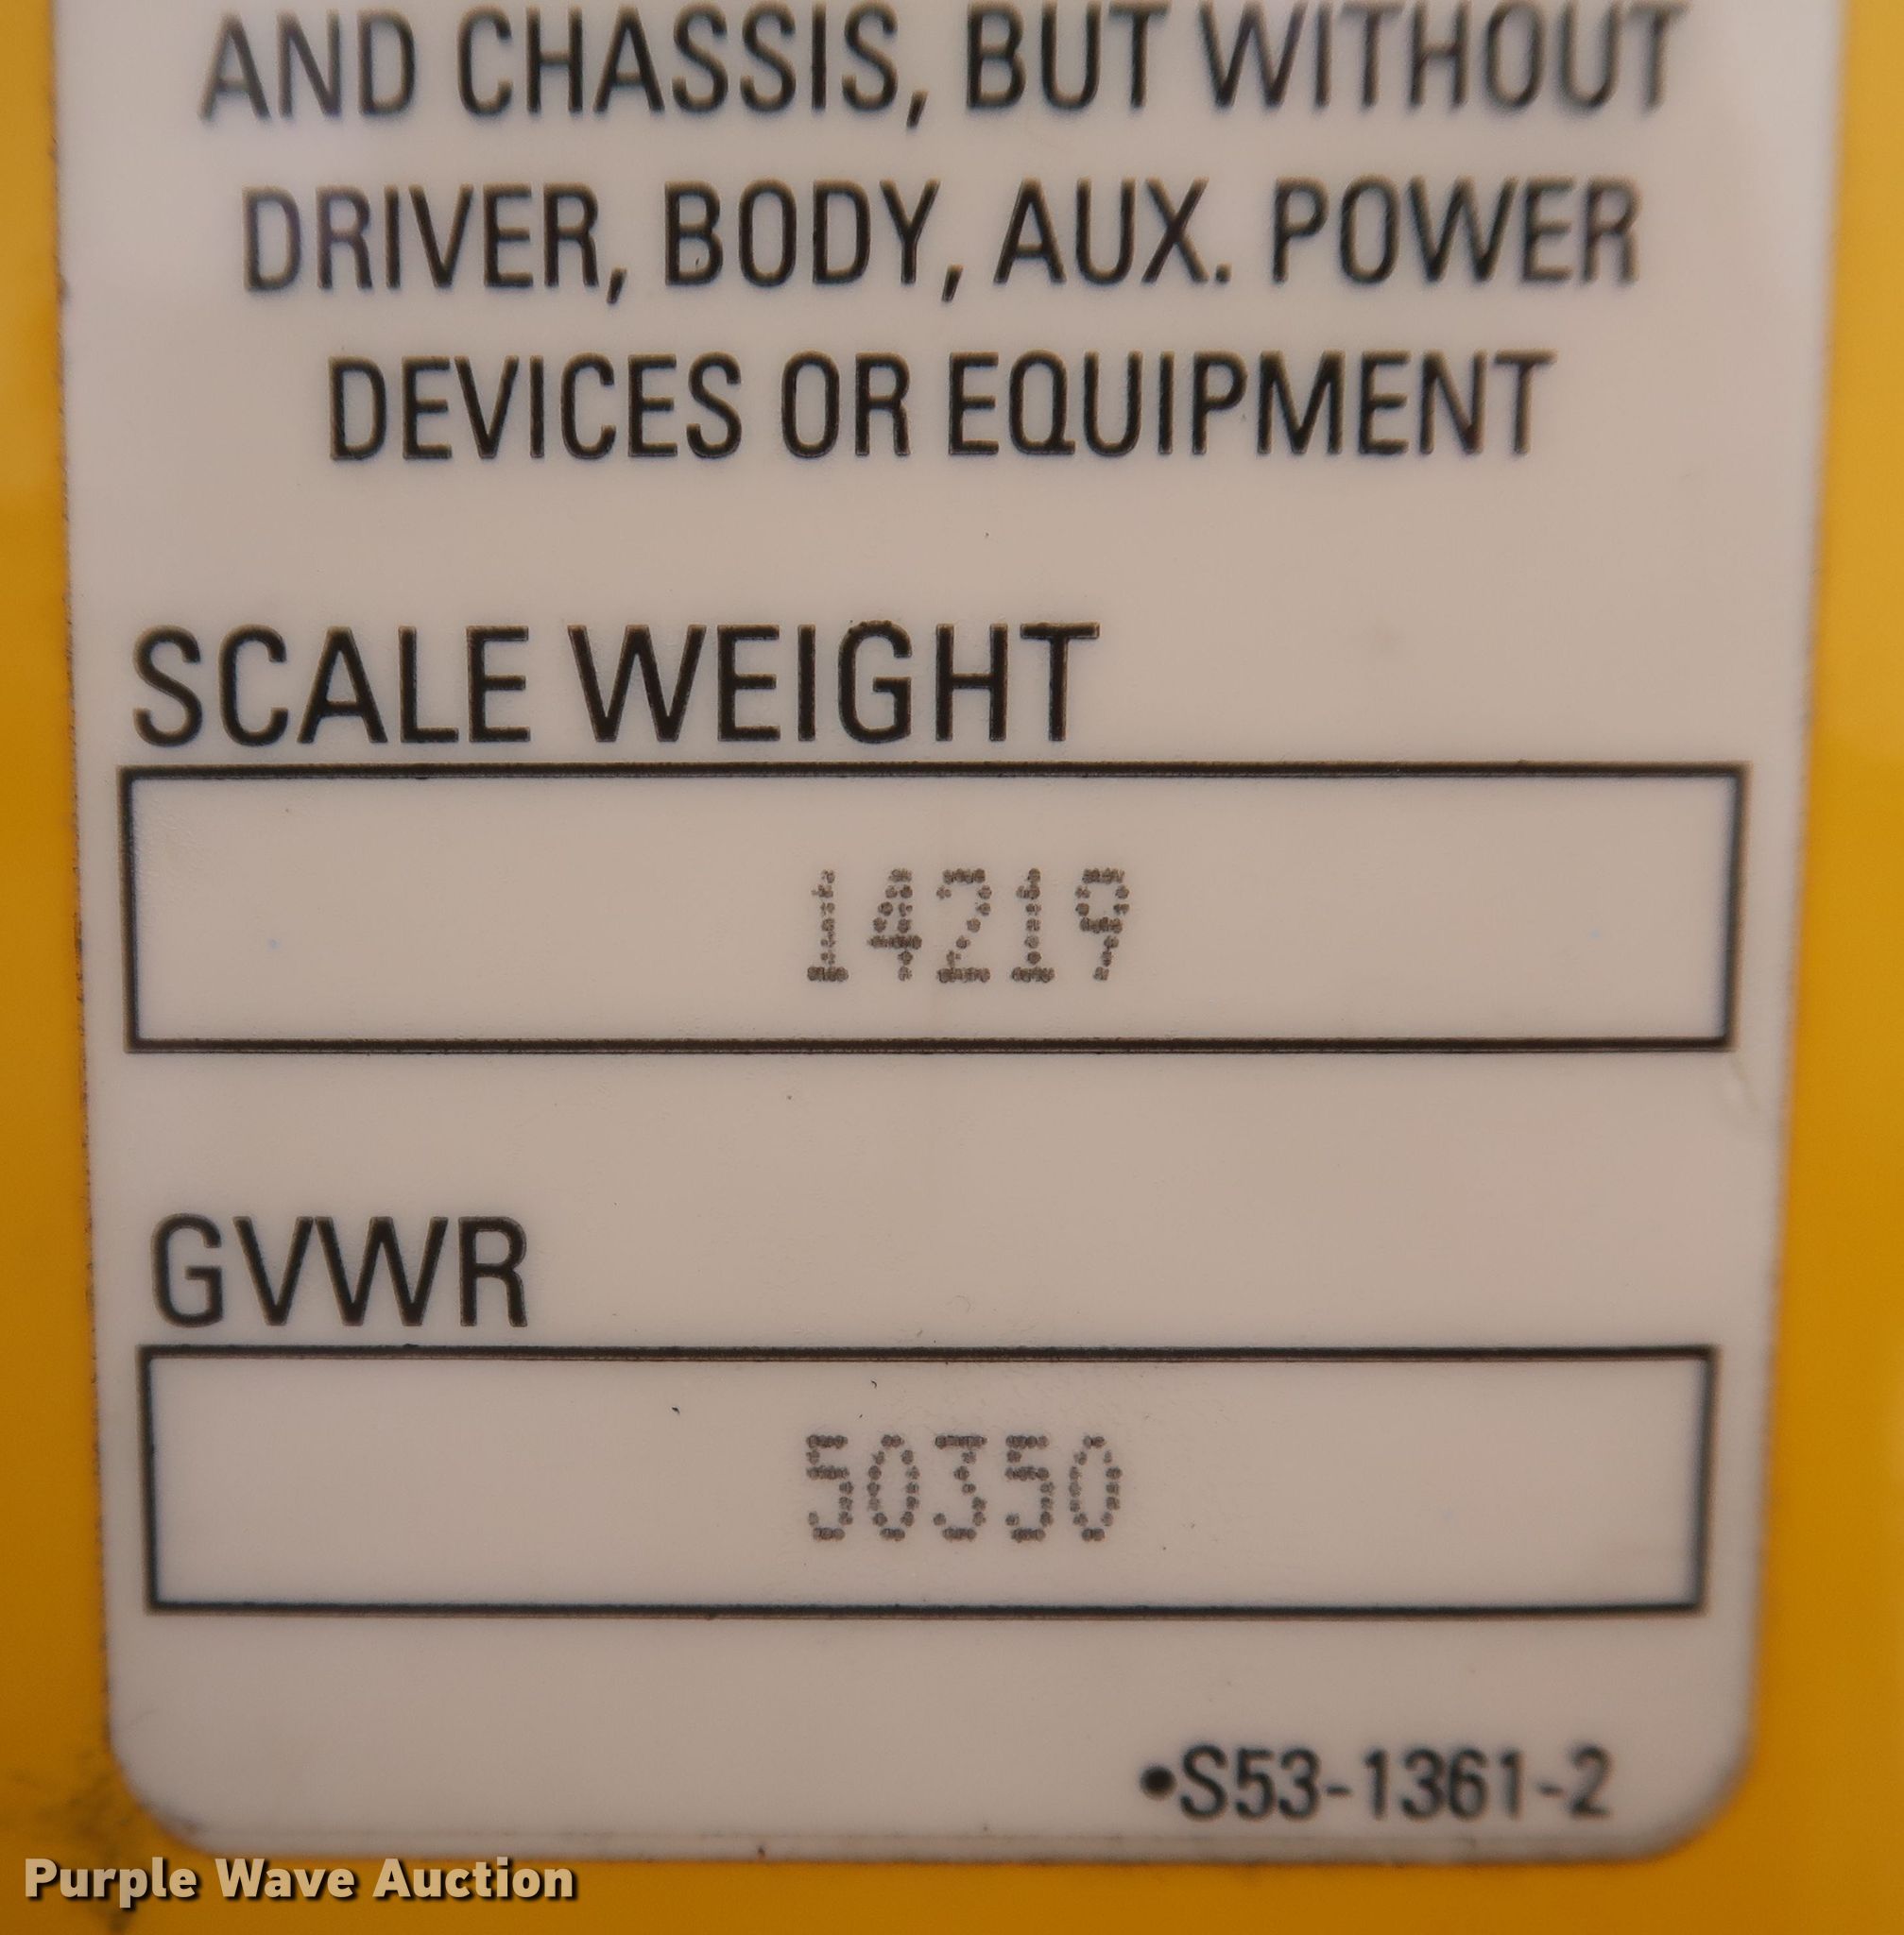 AND CHASSIS, BUT WITHOUT
DRIVER, BODY, AUX. POWER
DEVICES OR EQUIPMENT
SCALE WEIGHT
14219
GVWR
50350
•S53-1361-2
Purple Wave Auction